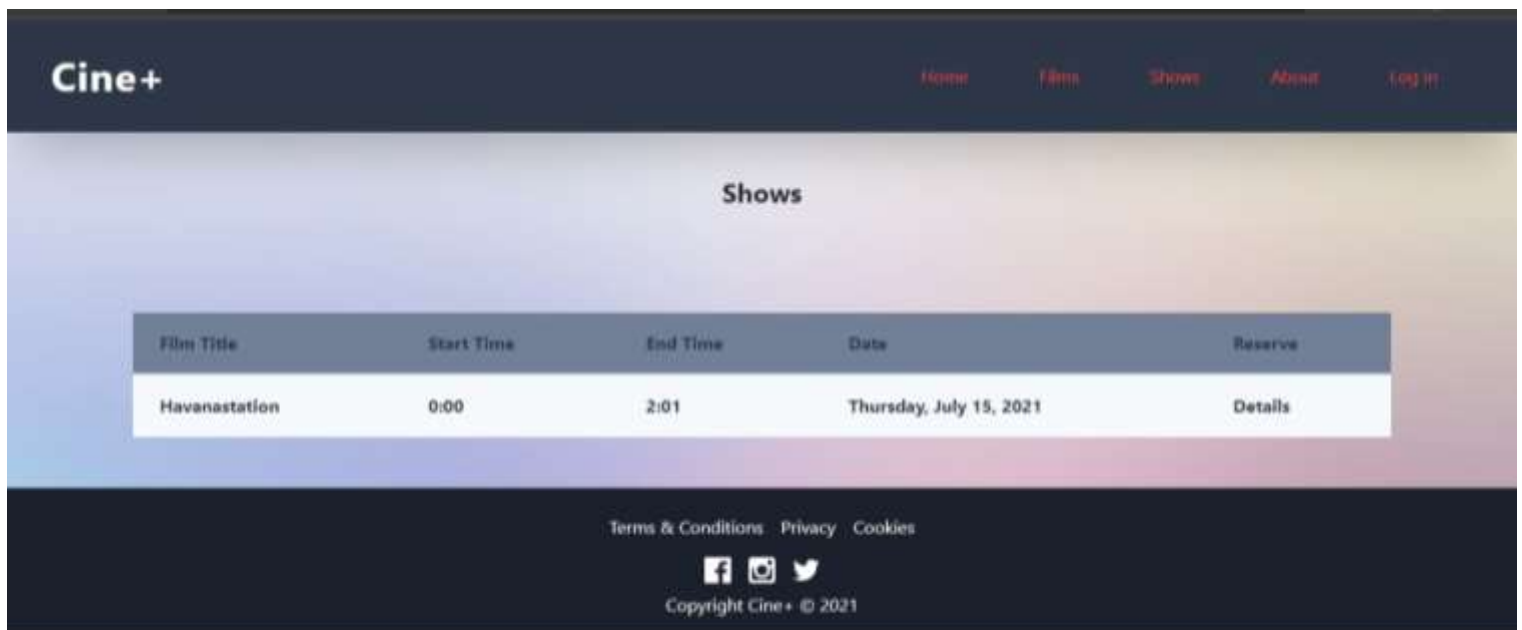 Cine+ Home Films Shows About Log in
Shows
Film Title Start Time End Time Date Reserve
Havanastation 0:00 2:01 Thursday, July 15, 2021 Details
Terms & Conditions Privacy Cookies
Copyright Cine+ © 2021